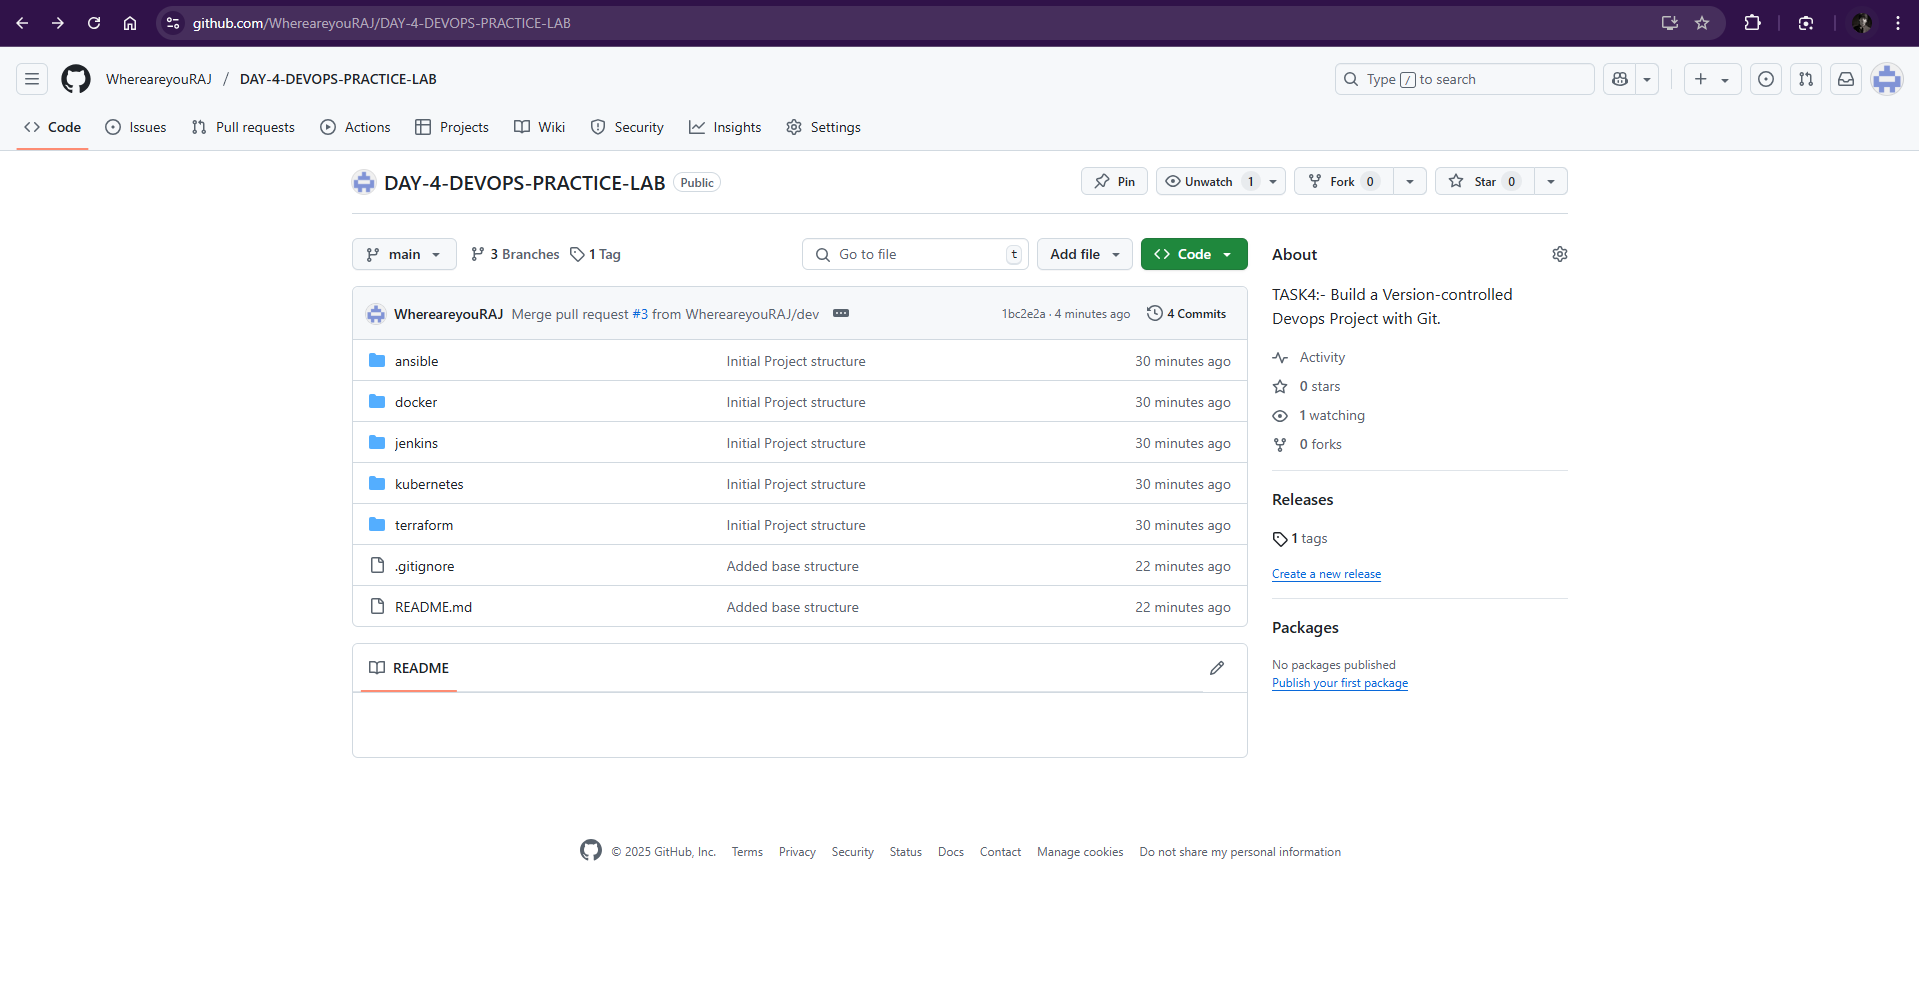 github.com/WhereareyouRAJ/DAY-4-DEVOPS-PRACTICE-LAB
WhereareyouRAJ / DAY-4-DEVOPS-PRACTICE-LAB
Type / to search
Code Issues Pull requests Actions Projects Wiki Security Insights Settings
DAY-4-DEVOPS-PRACTICE-LAB Public
Pin Unwatch 1 Fork 0 Star 0
main 3 Branches 1 Tag Go to file t Add file Code
WhereareyouRAJ Merge pull request #3 from WhereareyouRAJ/dev 1bc2e2a · 4 minutes ago 4 Commits
ansible Initial Project structure 30 minutes ago
docker Initial Project structure 30 minutes ago
jenkins Initial Project structure 30 minutes ago
kubernetes Initial Project structure 30 minutes ago
terraform Initial Project structure 30 minutes ago
.gitignore Added base structure 22 minutes ago
README.md Added base structure 22 minutes ago
README
About
TASK4:- Build a Version-controlled
Devops Project with Git.
Activity
0 stars
1 watching
0 forks
Releases
1 tags
Create a new release
Packages
No packages published
Publish your first package
© 2025 GitHub, Inc. Terms Privacy Security Status Docs Contact Manage cookies Do not share my personal information